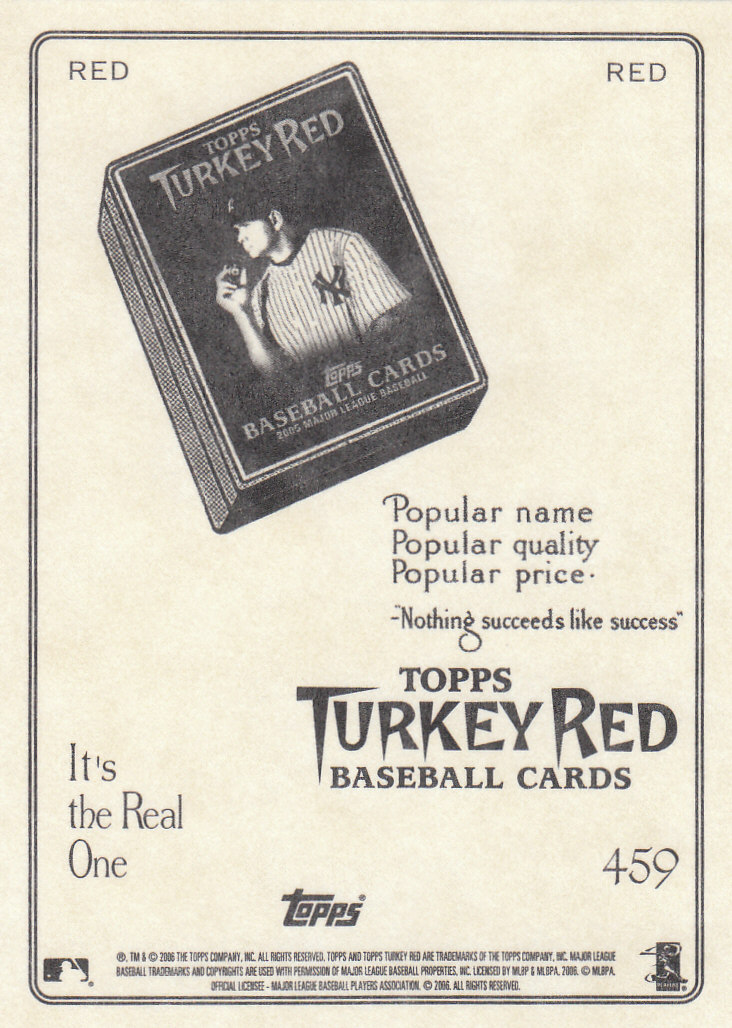 RED
RED
TOPPS
TURKEY RED
NY
Topps
BASEBALL CARDS
2005 MAJOR LEAGUE BASEBALL
Popular name
Popular quality
Popular price.
"Nothing succeeds like success"
TOPPS
TURKEY RED
BASEBALL CARDS
It's
the Real
One
459
Topps®
®, TM & © 2006 THE TOPPS COMPANY, INC. ALL RIGHTS RESERVED. TOPPS AND TOPPS TURKEY RED ARE TRADEMARKS OF THE TOPPS COMPANY, INC. MAJOR LEAGUE
BASEBALL TRADEMARKS AND COPYRIGHTS ARE USED WITH PERMISSION OF MAJOR LEAGUE BASEBALL PROPERTIES, INC. LICENSED BY MLBP & MLBPA, 2006. © MLBPA.
OFFICIAL LICENSEE - MAJOR LEAGUE BASEBALL PLAYERS ASSOCIATION. © 2006. ALL RIGHTS RESERVED.